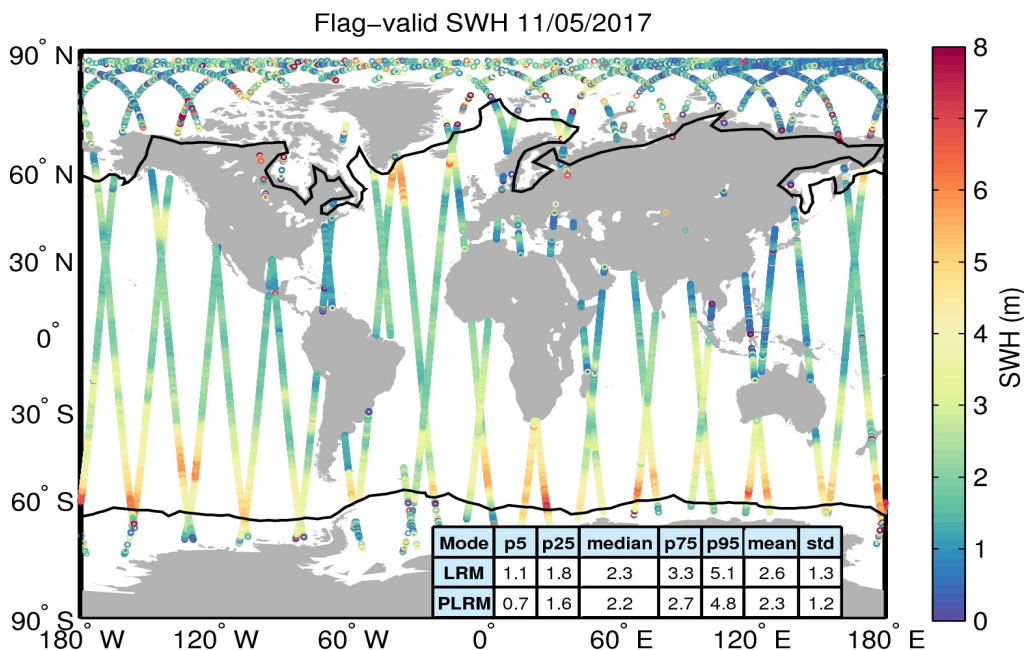 Flag−valid SWH 11/05/2017
90° N
60° N
30° N
0°
30° S
60° S
90° S
180° W
120° W
60° W
0°
60° E
120° E
180° E
Mode p5 p25 median p75 p95 mean std
LRM 1.1 1.8 2.3 3.3 5.1 2.6 1.3
PLRM 0.7 1.6 2.2 2.7 4.8 2.3 1.2
8
7
6
5
4
3
2
1
0
SWH (m)